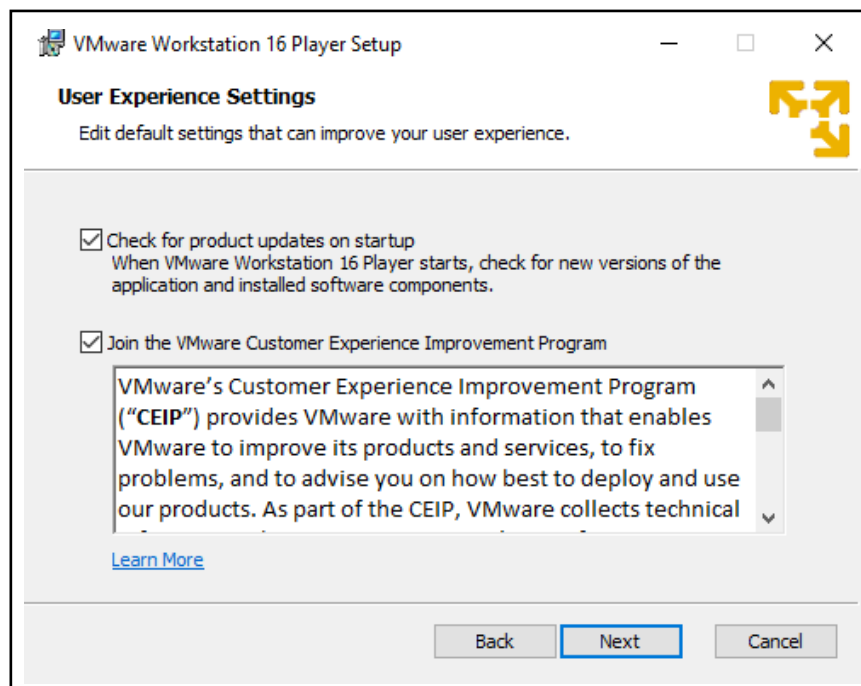 VMware Workstation 16 Player Setup
User Experience Settings
Edit default settings that can improve your user experience.
Check for product updates on startup
When VMware Workstation 16 Player starts, check for new versions of the
application and installed software components.
Join the VMware Customer Experience Improvement Program
VMware's Customer Experience Improvement Program
("CEIP") provides VMware with information that enables
VMware to improve its products and services, to fix
problems, and to advise you on how best to deploy and use
our products. As part of the CEIP, VMware collects technical
Learn More
Back
Next
Cancel